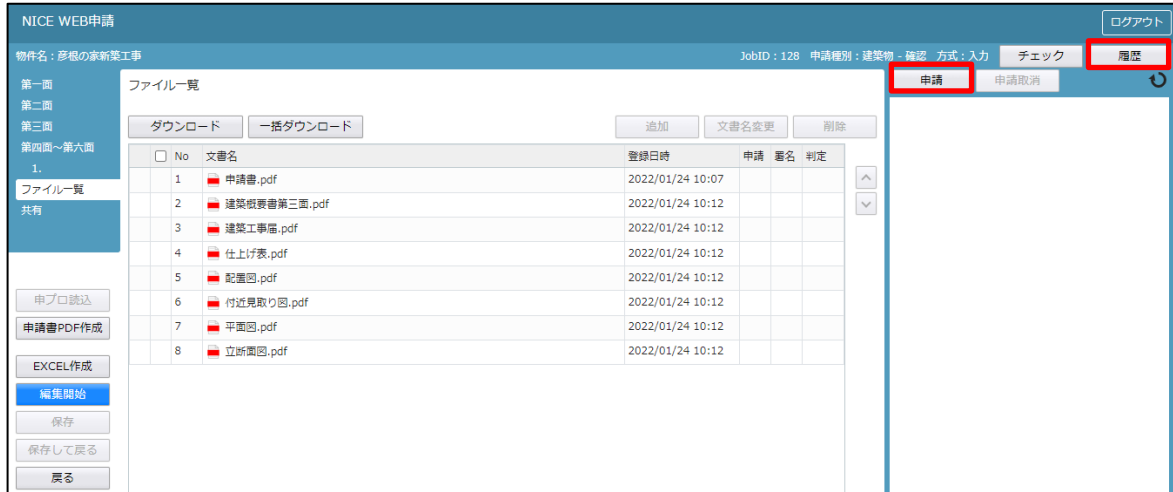 NICE WEB申請
ログアウト
物件名：彦根の家新築工事
JobID：128 申請種別：建築物 - 確認 方式：入力
チェック
履歴
第一面
第二面
第三面
第四面～第六面
1.
ファイル一覧
共有
申プロ読込
申請書PDF作成
EXCEL作成
編集開始
保存
保存して戻る
戻る
ファイル一覧
ダウンロード 一括ダウンロード 追加 文書名変更 削除
No 文書名 登録日時 申請 署名 判定
1 申請書.pdf 2022/01/24 10:07
2 建築概要書第三面.pdf 2022/01/24 10:12
3 建築工事届.pdf 2022/01/24 10:12
4 仕上げ表.pdf 2022/01/24 10:12
5 配置図.pdf 2022/01/24 10:12
6 付近見取り図.pdf 2022/01/24 10:12
7 平面図.pdf 2022/01/24 10:12
8 立断面図.pdf 2022/01/24 10:12
申請 申請取消